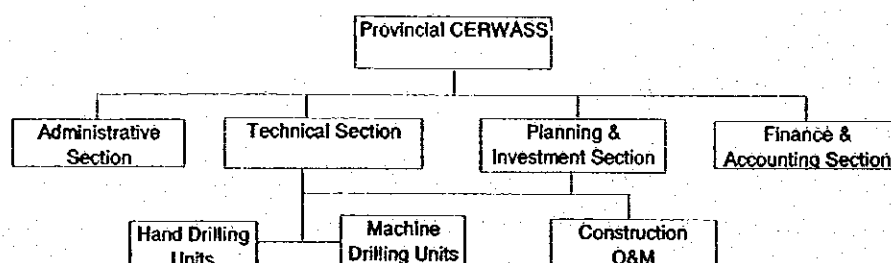 Provincial CERWASS
Administrative
Section
Technical Section
Planning &
Investment Section
Finance &
Accounting Section
Hand Drilling
Units
Machine
Drilling Units
Construction
O&M